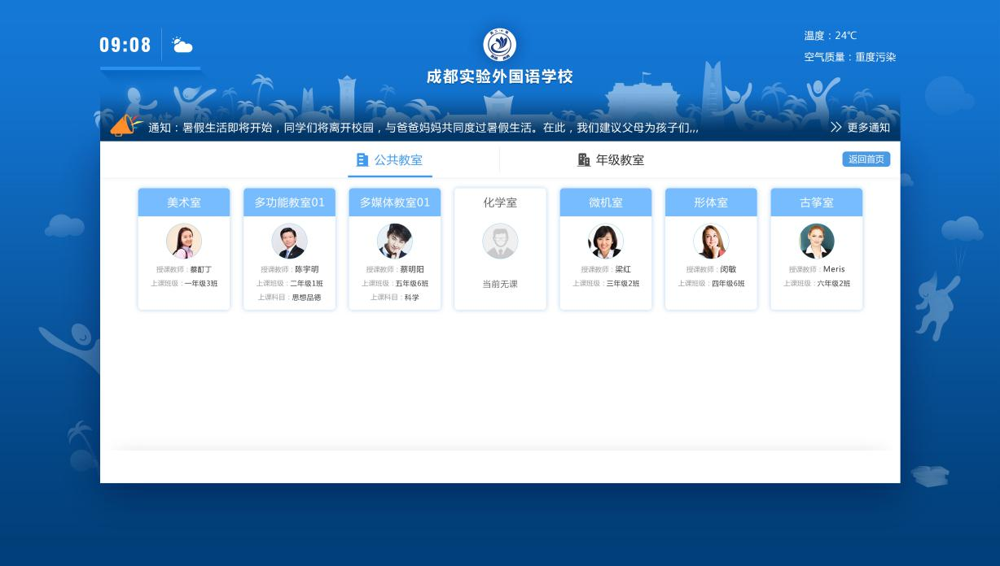 09:08
温度：24℃
空气质量：重度污染
成都实验外国语学校
通知：暑假生活即将开始，同学们将离开校园，与爸爸妈妈共同度过暑假生活。在此，我们建议父母为孩子们,,,
更多通知
公共教室
年级教室
返回首页
美术室
授课教师：蔡酊丁
上课班级：一年级3班
多功能教室01
授课教师：陈宇明
上课班级：二年级1班
上课科目：思想品德
多媒体教室01
授课教师：蔡明阳
上课班级：五年级6班
上课科目：科学
化学室
当前无课
微机室
授课教师：梁红
上课班级：三年级2班
形体室
授课教师：闵敏
上课班级：四年级6班
古筝室
授课教师：Meris
上课班级：六年级2班